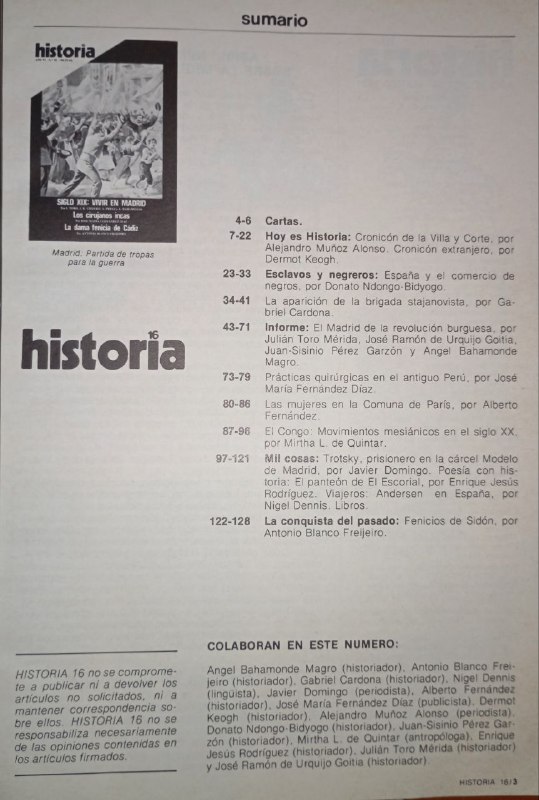 sumario
historia
SIGLO XIX: VIVIR EN MADRID
Los cirujanos incas
La dama fenicia de Cádiz
Madrid: Partida de tropas
para la guerra
historia
16
4-6 Cartas.
7-22 Hoy es Historia: Cronicón de la Villa y Corte, por
Alejandro Muñoz Alonso. Cronicón extranjero, por
Dermot Keogh.
23-33 Esclavos y negreros: España y el comercio de
negros, por Donato Ndongo-Bidyogo.
34-41 La aparición de la brigada stajanovista, por Ga-
briel Cardona.
43-71 Informe: El Madrid de la revolución burguesa, por
Julián Toro Mérida, José Ramón de Urquijo Goitia,
Juan-Sisinio Pérez Garzón y Angel Bahamonde
Magro.
73-79 Prácticas quirúrgicas en el antiguo Perú, por José
María Fernández Díaz.
80-86 Las mujeres en la Comuna de París, por Alberto
Fernández.
87-96 El Congo: Movimientos mesiánicos en el siglo XX,
por Mirtha L. de Quintar.
97-121 Mil cosas: Trotsky, prisionero en la cárcel Modelo
de Madrid, por Javier Domingo. Poesía con his-
toria: El panteón de El Escorial, por Enrique Jesús
Rodríguez. Viajeros: Andersen en España, por
Nigel Dennis. Libros.
122-128 La conquista del pasado: Fenicios de Sidón, por
Antonio Blanco Freijeiro.
HISTORIA 16 no se comprome-
te a publicar ni a devolver los
artículos no solicitados, ni a
mantener correspondencia so-
bre ellos. HISTORIA 16 no se
responsabiliza necesariamente
de las opiniones contenidas en
los artículos firmados.
COLABORAN EN ESTE NUMERO:
Angel Bahamonde Magro (historiador), Antonio Blanco Frei-
jeiro (historiador), Gabriel Cardona (historiador), Nigel Dennis
(lingüista), Javier Domingo (periodista), Alberto Fernández
(historiador), José María Fernández Díaz (publicista), Dermot
Keogh (historiador), Alejandro Muñoz Alonso (periodista),
Donato Ndongo-Bidyogo (historiador), Juan-Sisinio Pérez Gar-
zón (historiador), Mirtha L. de Quintar (antropóloga), Enrique
Jesús Rodríguez (historiador), Julián Toro Mérida (historiador)
y José Ramón de Urquijo Goitia (historiador).
HISTORIA 16/3